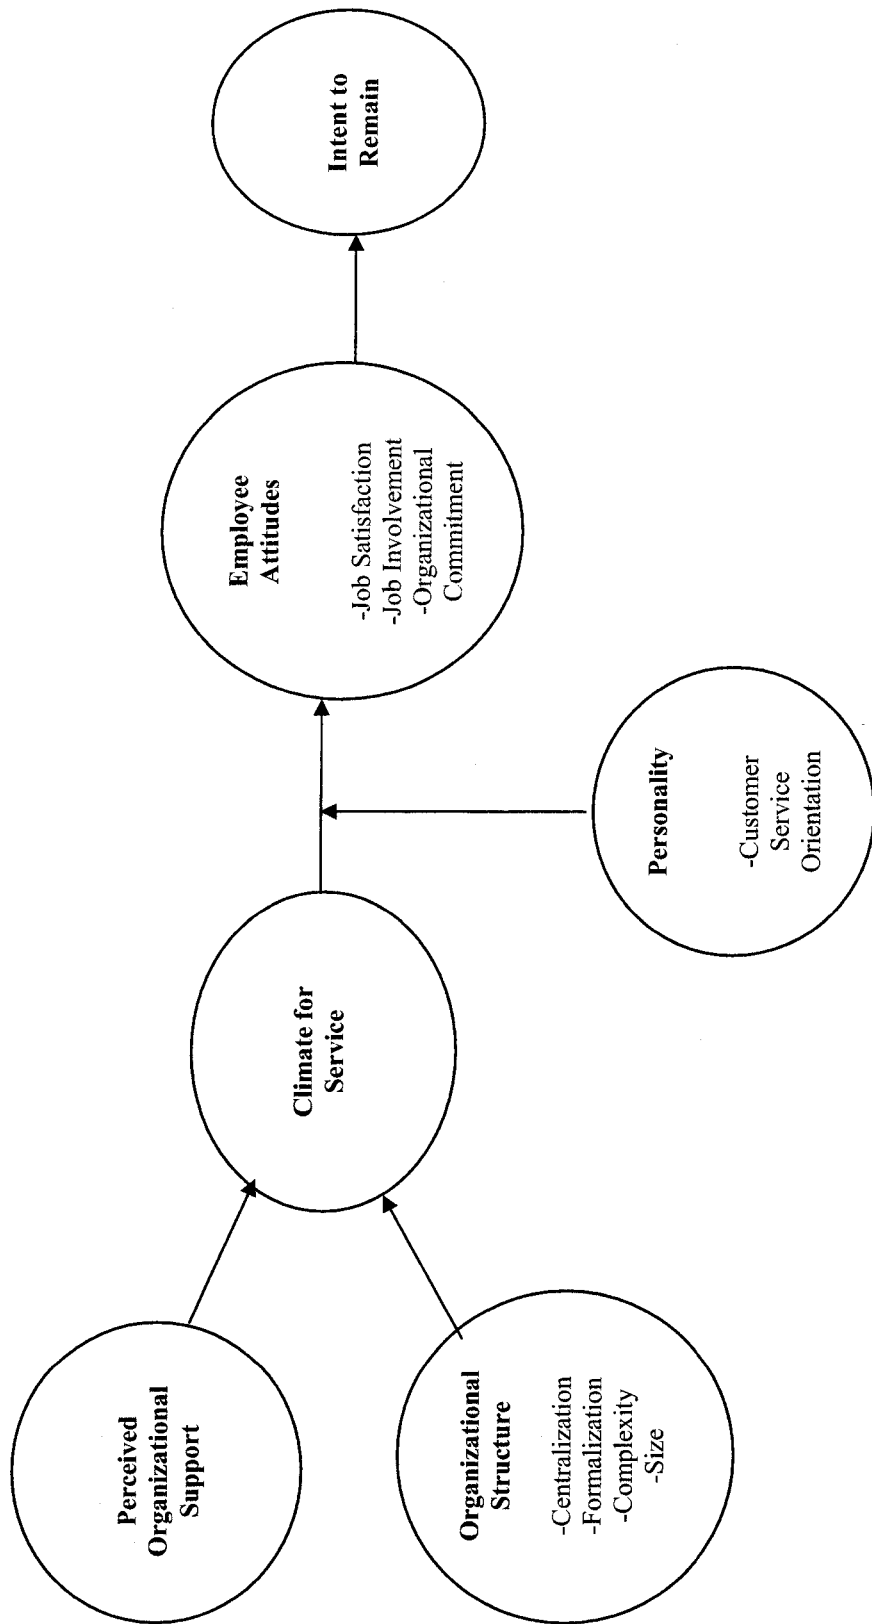 Perceived
Organizational
Support
Organizational
Structure
-Centralization
-Formalization
-Complexity
-Size
Climate for
Service
Personality
-Customer
Service
Orientation
Employee
Attitudes
-Job Satisfaction
-Job Involvement
-Organizational
Commitment
Intent to
Remain